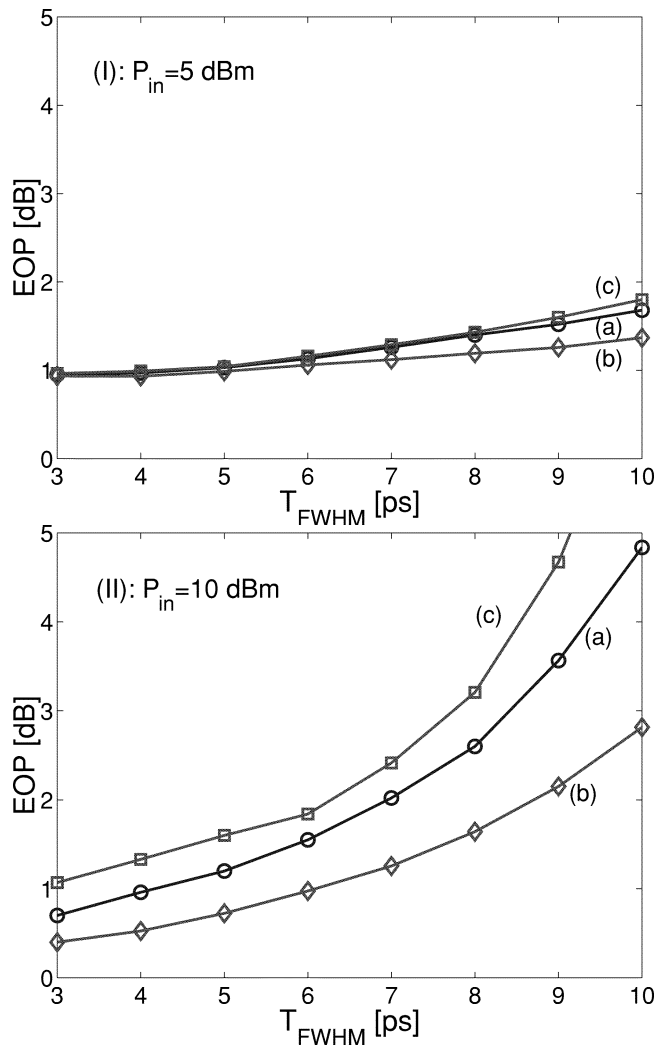 5
(I): P_in=5 dBm
4
3
EOP [dB]
2
(c)
(a)
1
(b)
0
3 4 5 6 7 8 9 10
T_FWHM [ps]
5
(II): P_in=10 dBm
4
(c)
(a)
3
EOP [dB]
2
(b)
1
0
3 4 5 6 7 8 9 10
T_FWHM [ps]